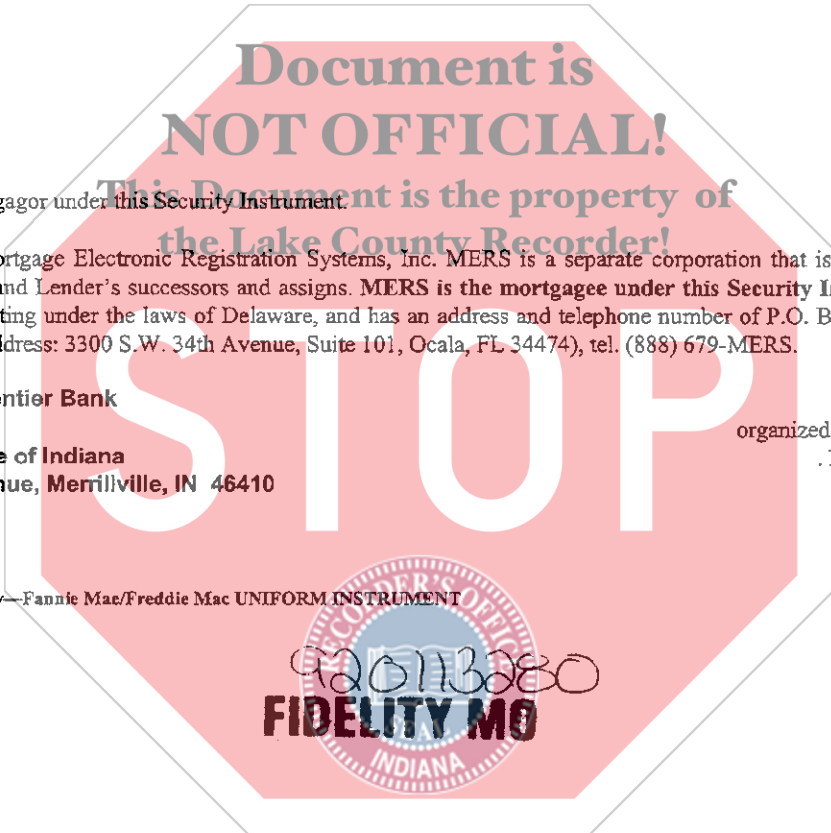 Document is
NOT OFFICIAL!
This Document is the property of
the Lake County Recorder!
gagor under this Security Instrument.
ortgage Electronic Registration Systems, Inc. MERS is a separate corporation that is
and Lender's successors and assigns. MERS is the mortgagee under this Security I
ting under the laws of Delaware, and has an address and telephone number of P.O. B
dress: 3300 S.W. 34th Avenue, Suite 101, Ocala, FL 34474), tel. (888) 679-MERS.
ntier Bank
organized
e of Indiana
nue, Merrillville, IN 46410
STOP
y—Fannie Mae/Freddie Mac UNIFORM INSTRUMENT
RECORDER'S OFFICE
920113280
FIDELITY MO
SEAL
INDIANA